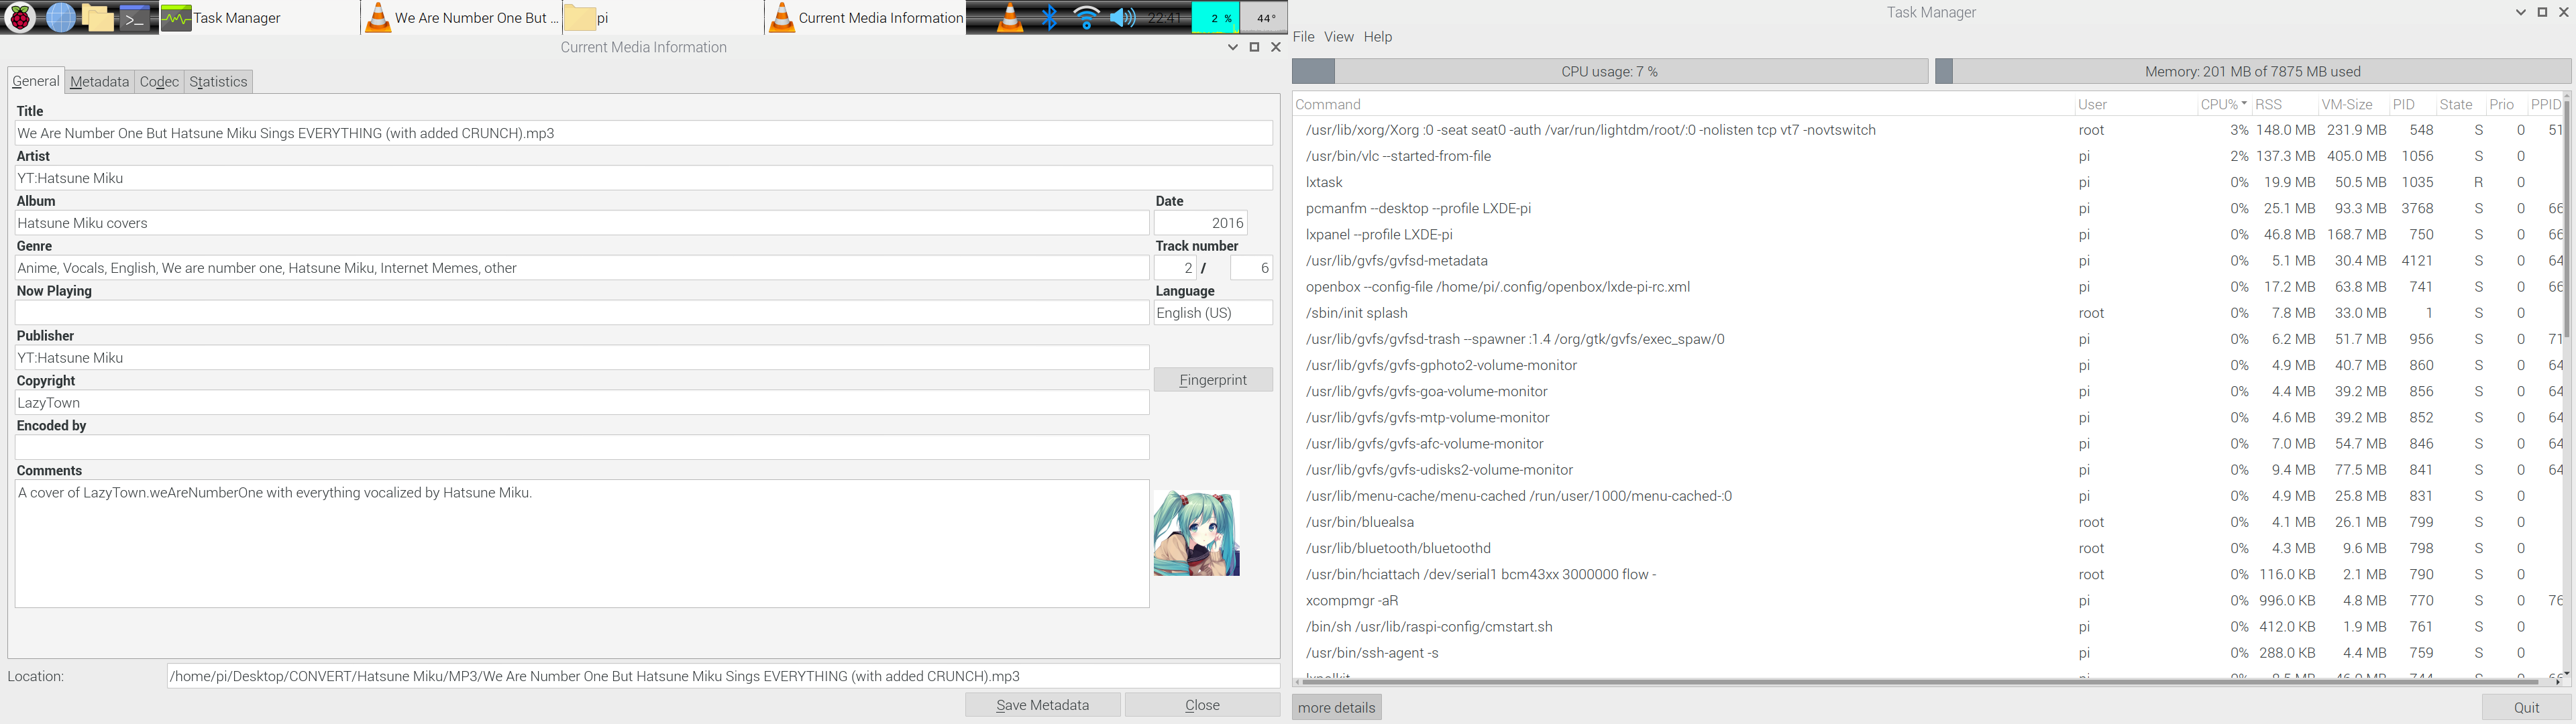 Task Manager
We Are Number One But ...
pi
Current Media Information
22:41
2 %
44°
Current Media Information
General Metadata Codec Statistics
Title
We Are Number One But Hatsune Miku Sings EVERYTHING (with added CRUNCH).mp3
Artist
YT:Hatsune Miku
Album Date
Hatsune Miku covers 2016
Genre Track number
Anime, Vocals, English, We are number one, Hatsune Miku, Internet Memes, other 2 / 6
Now Playing Language
English (US)
Publisher
YT:Hatsune Miku
Fingerprint
Copyright
LazyTown
Encoded by
Comments
A cover of LazyTown.weAreNumberOne with everything vocalized by Hatsune Miku.
Location: /home/pi/Desktop/CONVERT/Hatsune Miku/MP3/We Are Number One But Hatsune Miku Sings EVERYTHING (with added CRUNCH).mp3
Save Metadata Close
Task Manager
File View Help
CPU usage: 7 % Memory: 201 MB of 7875 MB used
Command User CPU% RSS VM-Size PID State Prio PPID
/usr/lib/xorg/Xorg :0 -seat seat0 -auth /var/run/lightdm/root/:0 -nolisten tcp vt7 -novtswitch root 3% 148.0 MB 231.9 MB 548 S 0 51
/usr/bin/vlc --started-from-file pi 2% 137.3 MB 405.0 MB 1056 S 0
lxtask pi 0% 19.9 MB 50.5 MB 1035 R 0
pcmanfm --desktop --profile LXDE-pi pi 0% 25.1 MB 93.3 MB 3768 S 0 66
lxpanel --profile LXDE-pi pi 0% 46.8 MB 168.7 MB 750 S 0 66
/usr/lib/gvfs/gvfsd-metadata pi 0% 5.1 MB 30.4 MB 4121 S 0 64
openbox --config-file /home/pi/.config/openbox/lxde-pi-rc.xml pi 0% 17.2 MB 63.8 MB 741 S 0 66
/sbin/init splash root 0% 7.8 MB 33.0 MB 1 S 0
/usr/lib/gvfs/gvfsd-trash --spawner :1.4 /org/gtk/gvfs/exec_spaw/0 pi 0% 6.2 MB 51.7 MB 956 S 0 71
/usr/lib/gvfs/gvfs-gphoto2-volume-monitor pi 0% 4.9 MB 40.7 MB 860 S 0 64
/usr/lib/gvfs/gvfs-goa-volume-monitor pi 0% 4.4 MB 39.2 MB 856 S 0 64
/usr/lib/gvfs/gvfs-mtp-volume-monitor pi 0% 4.6 MB 39.2 MB 852 S 0 64
/usr/lib/gvfs/gvfs-afc-volume-monitor pi 0% 7.0 MB 54.7 MB 846 S 0 64
/usr/lib/gvfs/gvfs-udisks2-volume-monitor pi 0% 9.4 MB 77.5 MB 841 S 0 64
/usr/lib/menu-cache/menu-cached /run/user/1000/menu-cached-:0 pi 0% 4.9 MB 25.8 MB 831 S 0
/usr/bin/bluealsa root 0% 4.1 MB 26.1 MB 799 S 0
/usr/lib/bluetooth/bluetoothd root 0% 4.3 MB 9.6 MB 798 S 0
/usr/bin/hciattach /dev/serial1 bcm43xx 3000000 flow - root 0% 116.0 KB 2.1 MB 790 S 0
xcompmgr -aR pi 0% 996.0 KB 4.8 MB 770 S 0 76
/bin/sh /usr/lib/raspi-config/cmstart.sh pi 0% 412.0 KB 1.9 MB 761 S 0
/usr/bin/ssh-agent -s pi 0% 288.0 KB 4.4 MB 759 S 0
more details Quit